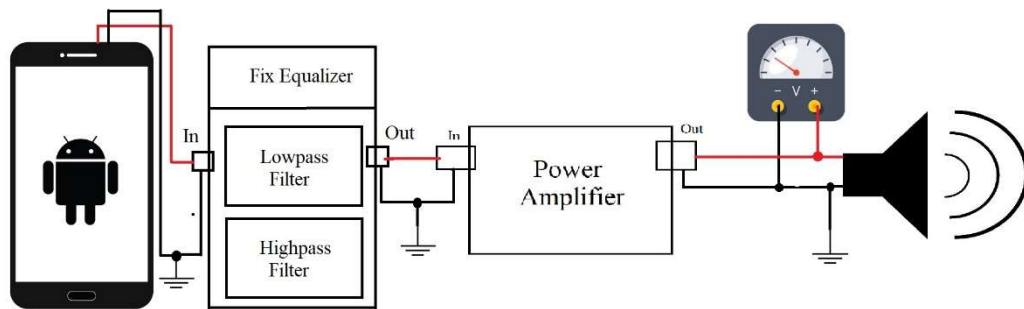 Fix Equalizer
In
Lowpass
Filter
Highpass
Filter
Out
In
Power
Amplifier
Out
− V +